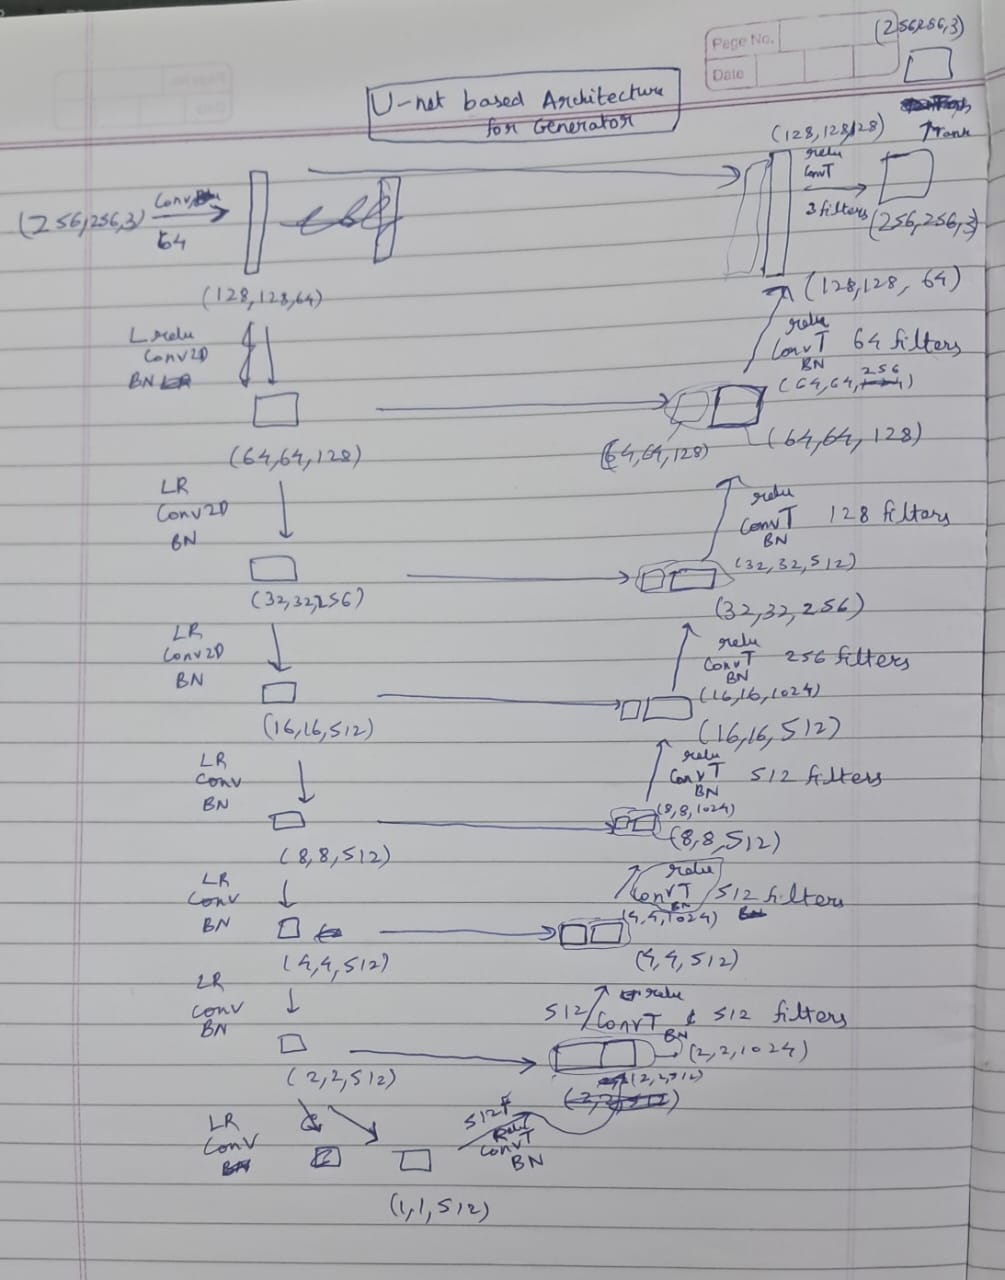 (256,256,3)
Page No.
Date
U-net based Architecture
for Generator
(128,128,128)
Tanh
relu
ConvT
3 filters
(256,256,3)
(256,256,3)
Conv
64
(128,128,64)
(128,128, 64)
L relu
Conv2D
BN
relu
ConvT 64 filters
BN
(64,64,256)
(64,64,128)
(64,64,128)
(64,64,128)
LR
Conv2D
BN
relu
ConvT 128 filters
BN
(32,32,512)
(32,32,256)
(32,32,256)
LR
Conv2D
BN
relu
ConvT 256 filters
BN
(16,16,1024)
(16,16,512)
(16,16,512)
LR
Conv
BN
relu
ConvT 512 filters
BN
(8,8,1024)
(8,8,512)
(8,8,512)
LR
Conv
BN
relu
ConvT 512 filters
BN
(4,4,1024)
(4,4,512)
(4,4,512)
LR
Conv
BN
relu
512 ConvT 512 filters
BN
(2,2,1024)
(2,2,512)
(2,2,512)
LR
Conv
512F
Relu
ConvT
BN
(1,1,512)